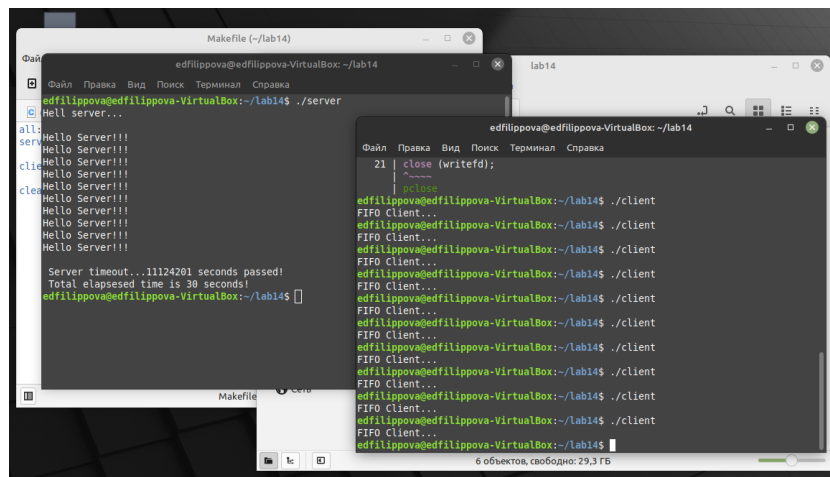 Makefile (~/lab14)
Фай
all:
serv
clie
clea
Makefile
edfilippova@edfilippova-VirtualBox: ~/lab14
Файл Правка Вид Поиск Терминал Справка
edfilippova@edfilippova-VirtualBox:~/lab14$ ./server
Hell server...
Hello Server!!!
Hello Server!!!
Hello Server!!!
Hello Server!!!
Hello Server!!!
Hello Server!!!
Hello Server!!!
Hello Server!!!
Hello Server!!!
Hello Server!!!
Server timeout...11124201 seconds passed!
Total elapsesed time is 30 seconds!
edfilippova@edfilippova-VirtualBox:~/lab14$
lab14
edfilippova@edfilippova-VirtualBox: ~/lab14
Файл Правка Вид Поиск Терминал Справка
21 | close (writefd);
| ^~~~~
| pclose
edfilippova@edfilippova-VirtualBox:~/lab14$ ./client
FIFO Client...
edfilippova@edfilippova-VirtualBox:~/lab14$ ./client
FIFO Client...
edfilippova@edfilippova-VirtualBox:~/lab14$ ./client
FIFO Client...
edfilippova@edfilippova-VirtualBox:~/lab14$ ./client
FIFO Client...
edfilippova@edfilippova-VirtualBox:~/lab14$ ./client
FIFO Client...
edfilippova@edfilippova-VirtualBox:~/lab14$ ./client
FIFO Client...
edfilippova@edfilippova-VirtualBox:~/lab14$ ./client
FIFO Client...
edfilippova@edfilippova-VirtualBox:~/lab14$ ./client
FIFO Client...
edfilippova@edfilippova-VirtualBox:~/lab14$ ./client
FIFO Client...
edfilippova@edfilippova-VirtualBox:~/lab14$ ./client
FIFO Client...
edfilippova@edfilippova-VirtualBox:~/lab14$
Сеть
6 объектов, свободно: 29,3 ГБ